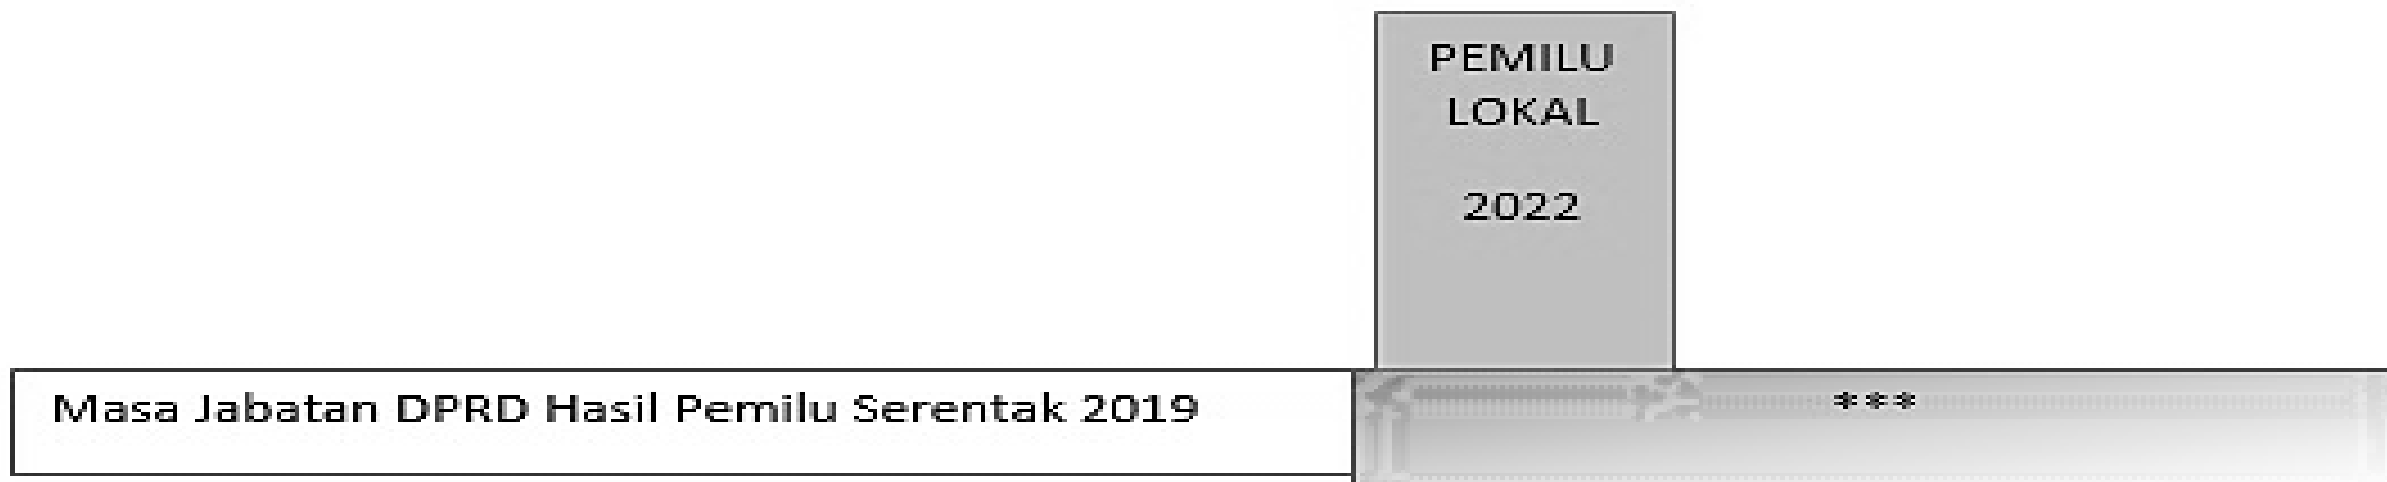 PEMILU
LOKAL
2022
Masa Jabatan DPRD Hasil Pemilu Serentak 2019
***